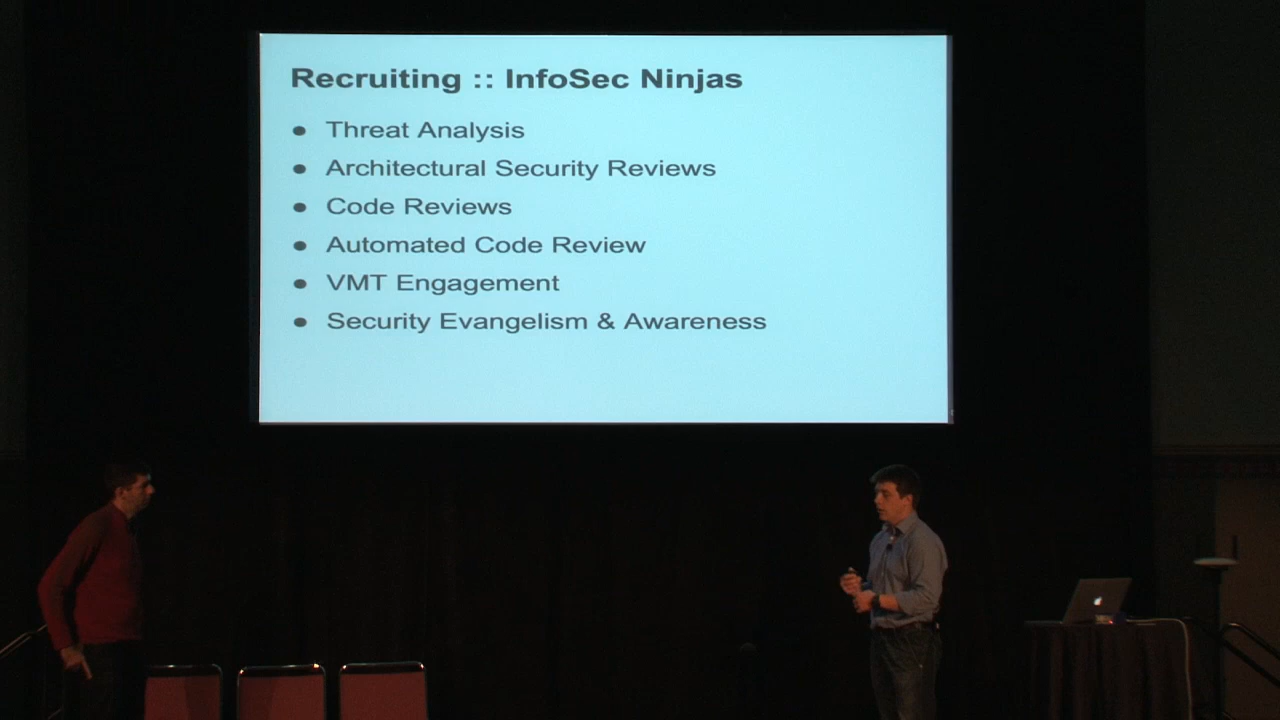 Recruiting :: InfoSec Ninjas
● Threat Analysis
● Architectural Security Reviews
● Code Reviews
● Automated Code Review
● VMT Engagement
● Security Evangelism & Awareness